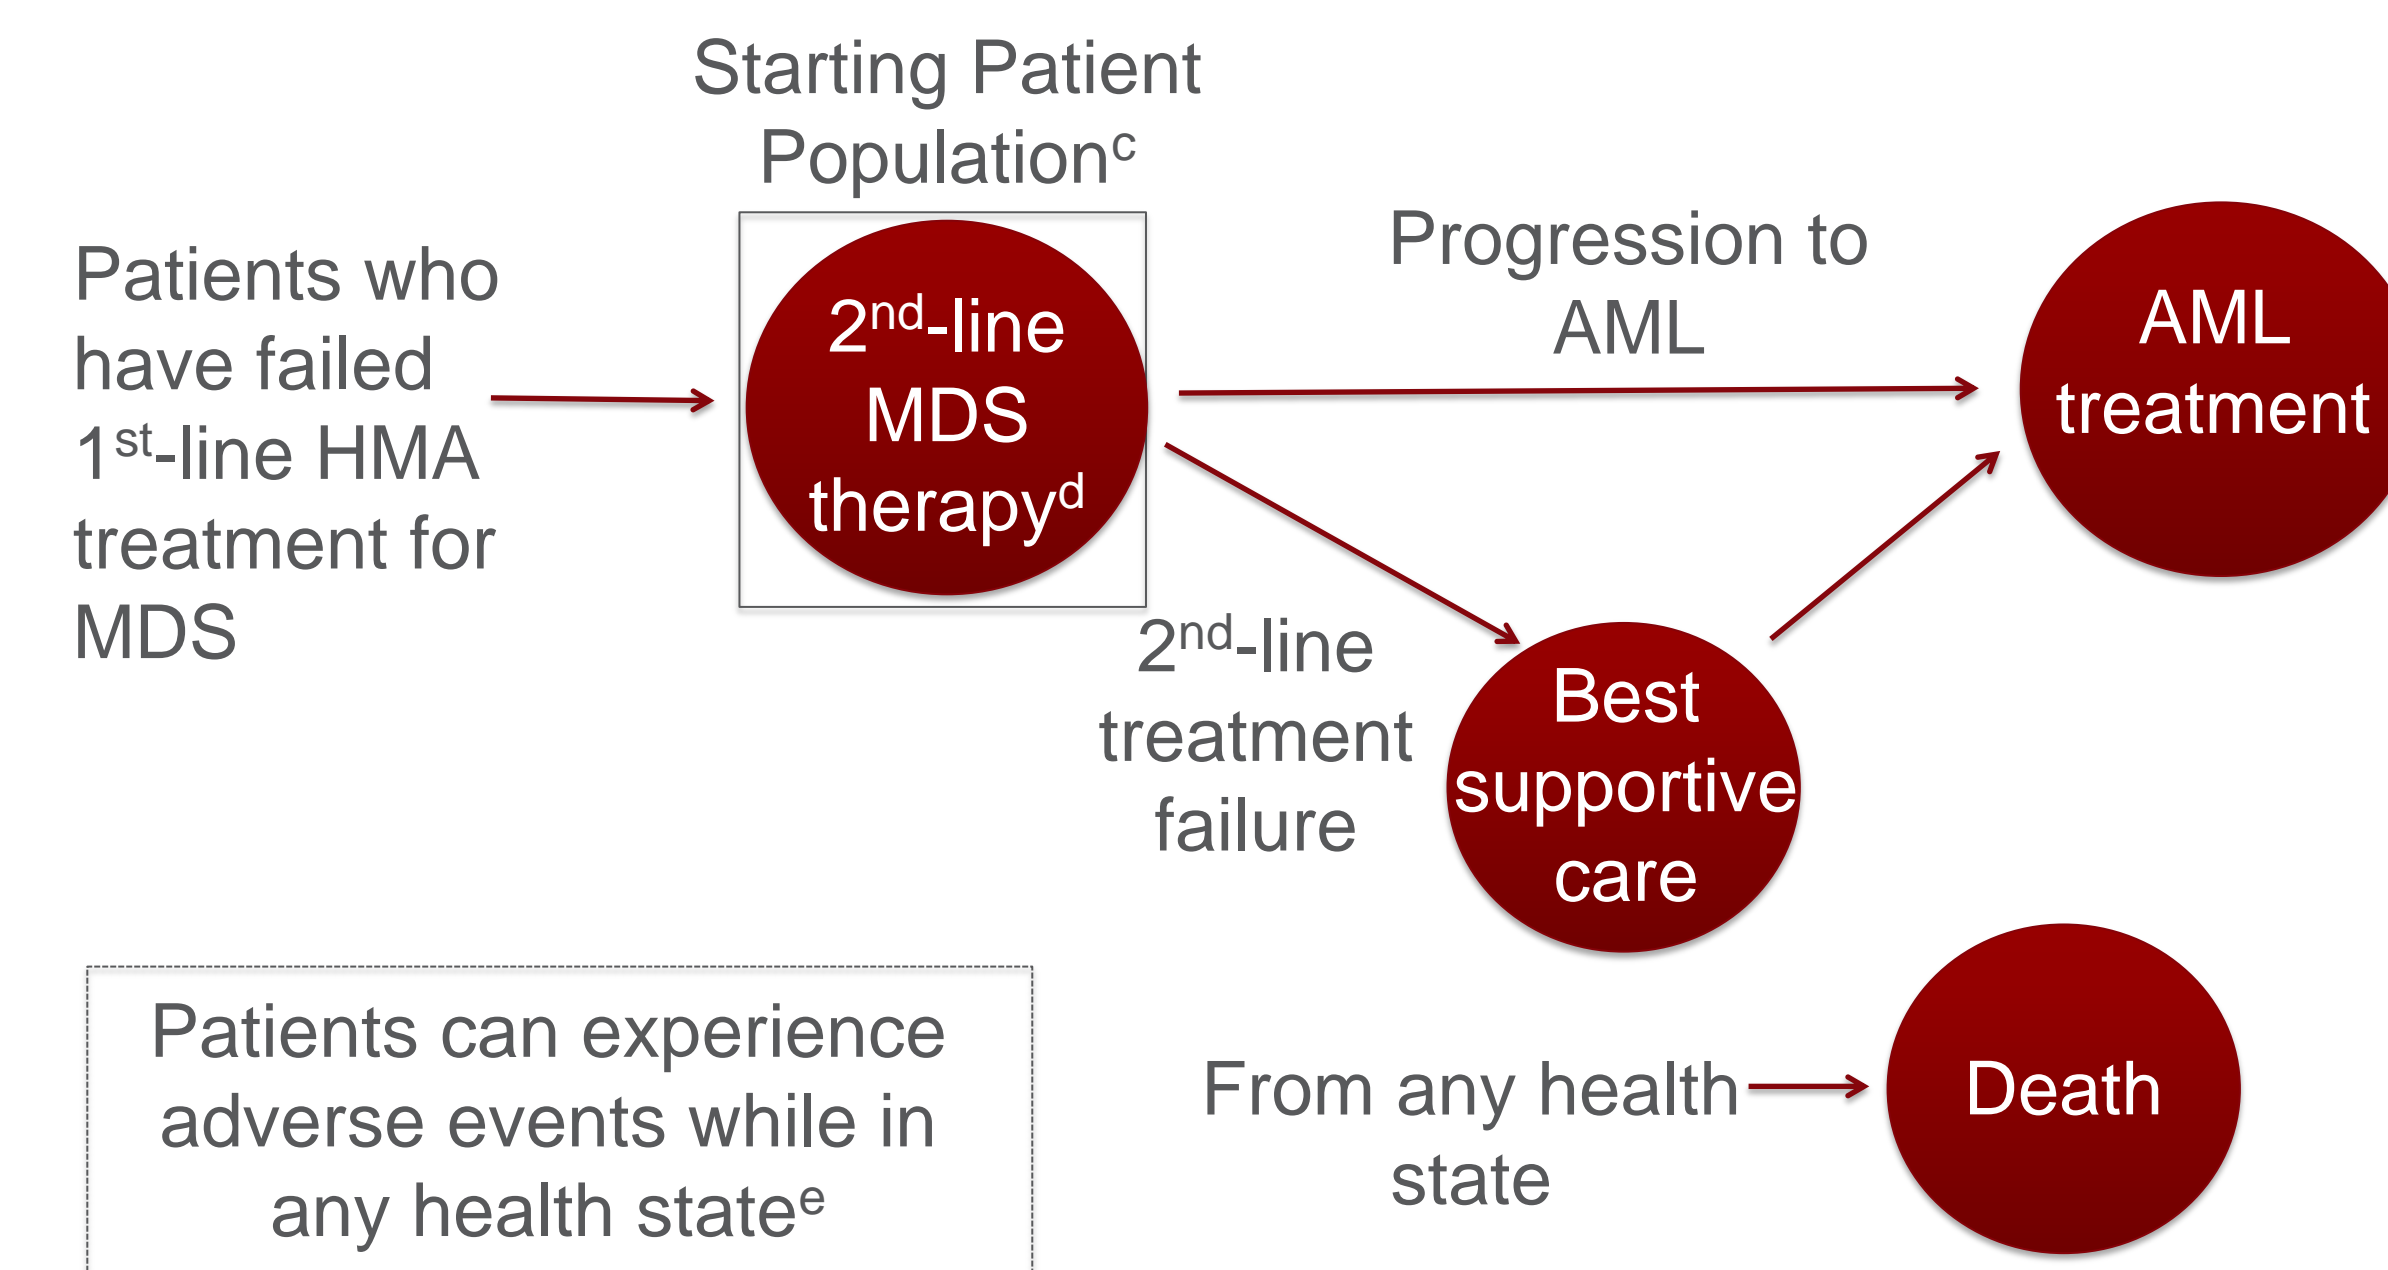 Starting Patient
Populationᶜ
Patients who
have failed
1ˢᵗ-line HMA
treatment for
MDS
2ⁿᵈ-line
MDS
therapyᵈ
Progression to
AML
AML
treatment
2ⁿᵈ-line
treatment
failure
Best
supportive
care
Patients can experience
adverse events while in
any health stateᵉ
From any health
state
Death